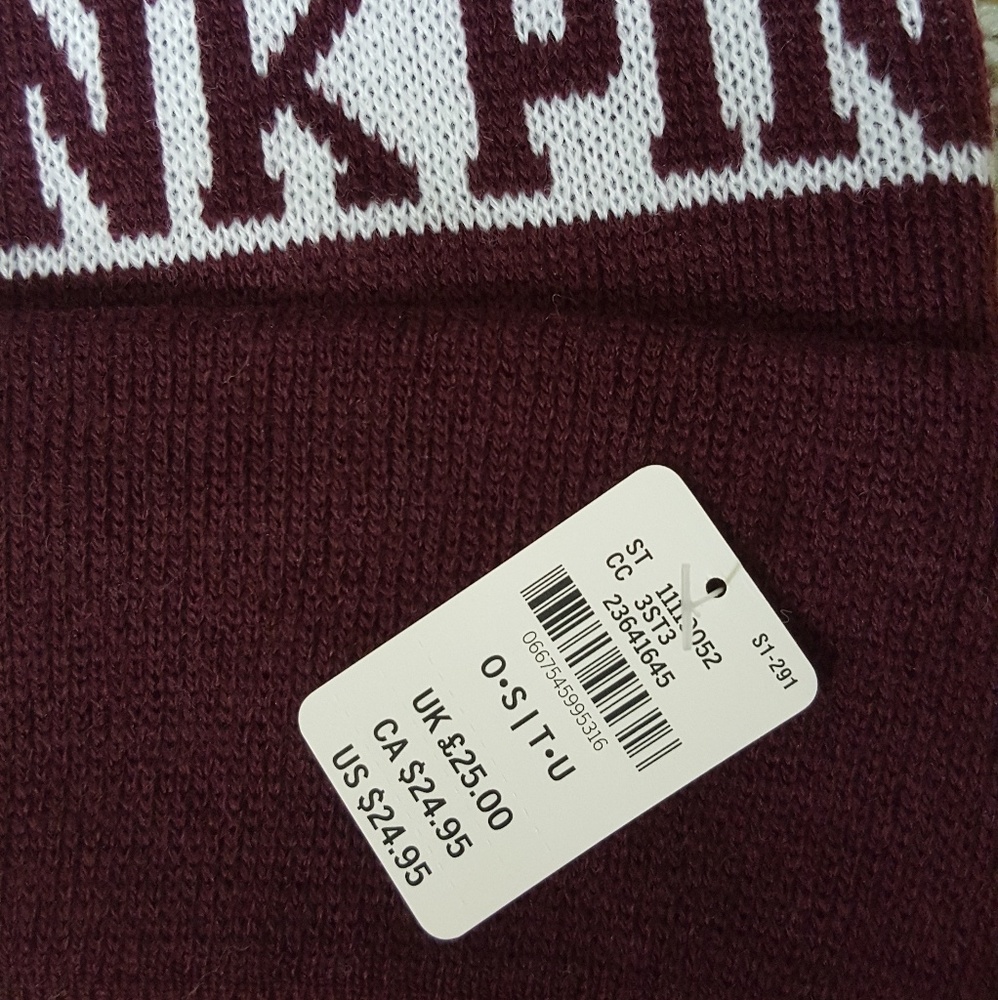 NK PIN
S1-291
ST
CC 3ST3
23641645
0667545995316
O•S|T•U
UK £25.00
CA $24.95
US $24.95